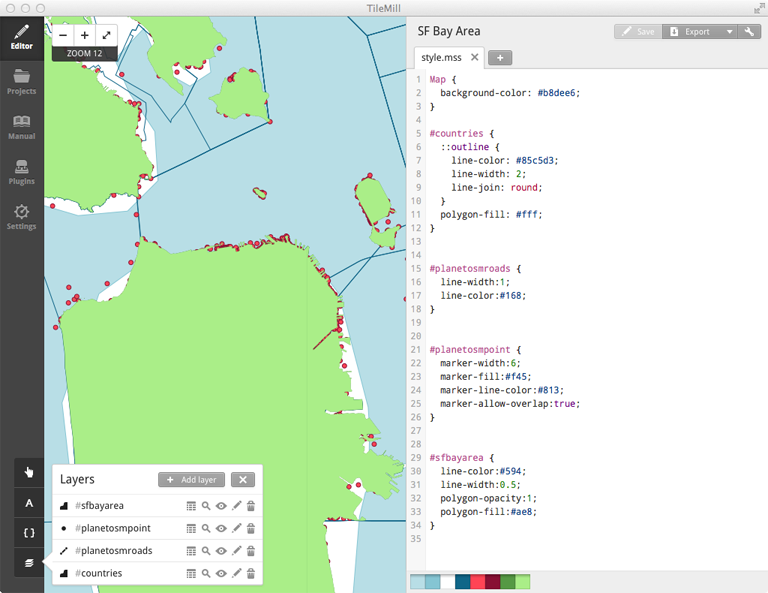 TileMill
Editor
Projects
Manual
Plugins
Settings
ZOOM 12
SF Bay Area
Save
Export
style.mss
1 Map {
2 background-color: #b8dee6;
3 }
4
5 #countries {
6 ::outline {
7 line-color: #85c5d3;
8 line-width: 2;
9 line-join: round;
10 }
11 polygon-fill: #fff;
12 }
13
14
15 #planetosmroads {
16 line-width:1;
17 line-color:#168;
18 }
19
20
21 #planetosmpoint {
22 marker-width:6;
23 marker-fill:#f45;
24 marker-line-color:#813;
25 marker-allow-overlap:true;
26 }
27
28
29 #sfbayarea {
30 line-color:#594;
31 line-width:0.5;
32 polygon-opacity:1;
33 polygon-fill:#ae8;
34 }
35
A
{ }
Layers
+ Add layer
#sfbayarea
#planetosmpoint
#planetosmroads
#countries